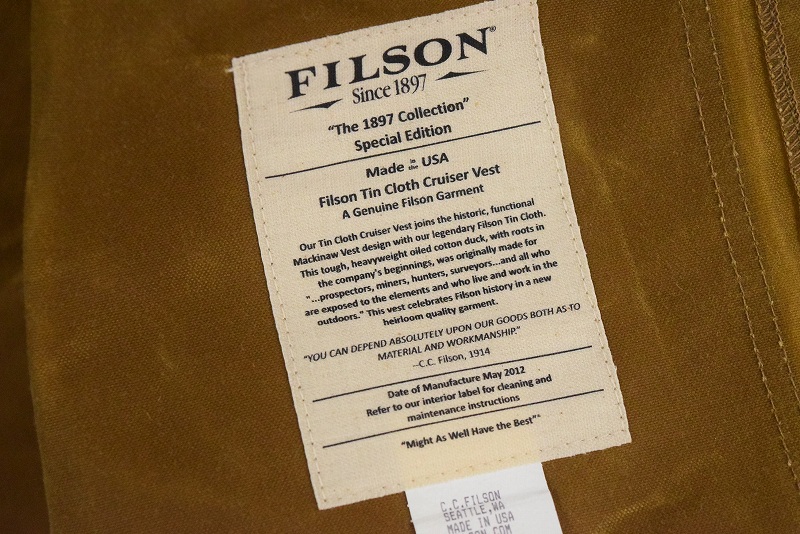 FILSON®
Since 1897
"The 1897 Collection"
Special Edition
Made in the USA
Filson Tin Cloth Cruiser Vest
A Genuine Filson Garment
Our Tin Cloth Cruiser Vest joins the historic, functional
Mackinaw Vest design with our legendary Filson Tin Cloth.
This tough, heavyweight oiled cotton duck, with roots in
the company's beginnings, was originally made for
"...prospectors, miners, hunters, surveyors...and all who
are exposed to the elements and who live and work in the
outdoors." This vest celebrates Filson history in a new
heirloom quality garment.
"YOU CAN DEPEND ABSOLUTELY UPON OUR GOODS BOTH AS TO
MATERIAL AND WORKMANSHIP."
--C.C. Filson, 1914
Date of Manufacture May 2012
Refer to our interior label for cleaning and
maintenance instructions
"Might As Well Have the Best"®
C.C.FILSON
SEATTLE,WA
MADE IN USA
SON.COM